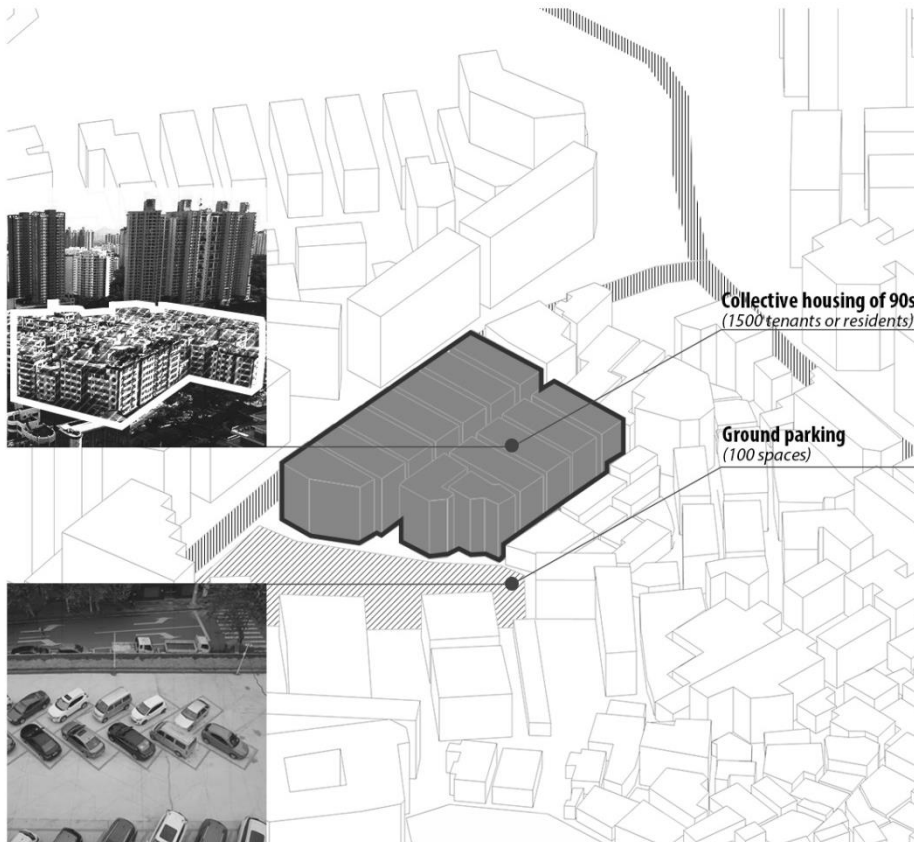 Collective housing of 90s
(1500 tenants or residents)
Ground parking
(100 spaces)